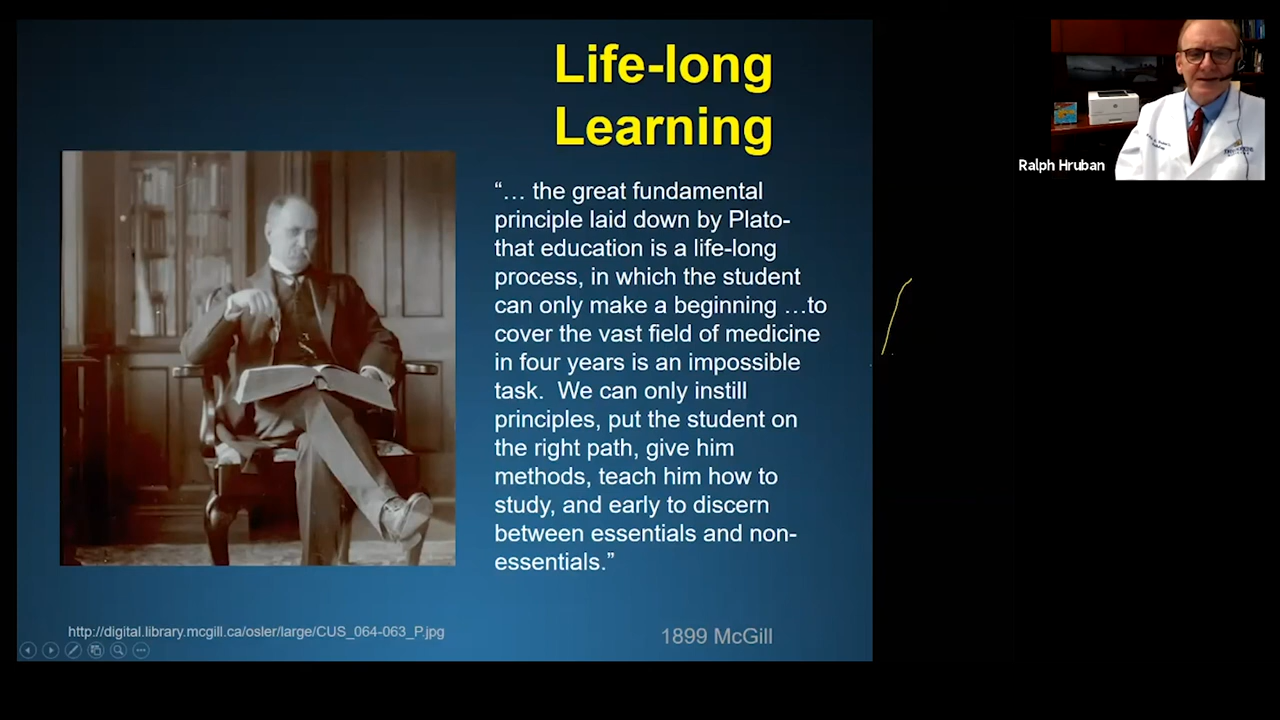 Life-long
Learning
“… the great fundamental
principle laid down by Plato-
that education is a life-long
process, in which the student
can only make a beginning …to
cover the vast field of medicine
in four years is an impossible
task.  We can only instill
principles, put the student on
the right path, give him
methods, teach him how to
study, and early to discern
between essentials and non-
essentials.”
http://digital.library.mcgill.ca/osler/large/CUS_064-063_P.jpg
1899 McGill
Ralph Hruban